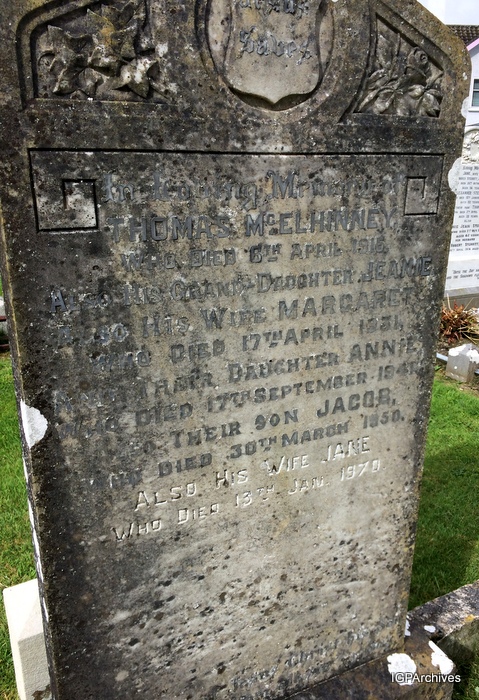 In Loving Memory of
THOMAS McELHINNEY,
WHO DIED 6TH APRIL
ALSO HIS GRAND-DAUGHTER JEANIE
ALSO HIS WIFE MARGARET
WHO DIED 17TH APRIL 1931,
DAUGHTER ANNIE,
WHO DIED 17TH SEPTEMBER
ALSO THEIR SON JACOB,
WHO DIED 30TH MARCH 1950.
ALSO HIS WIFE JANE
WHO DIED 13TH JAN. 1970
IGPArchives